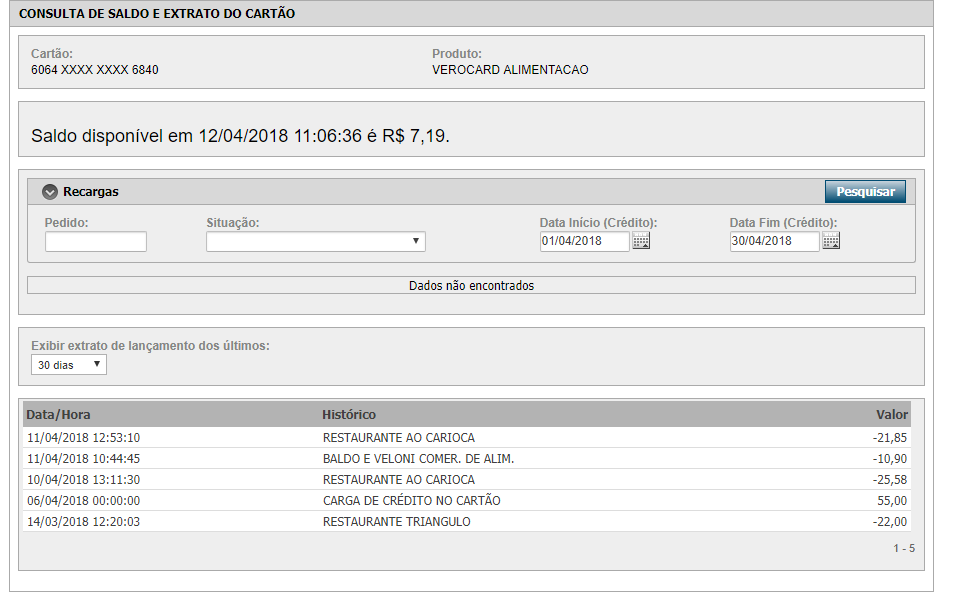 CONSULTA DE SALDO E EXTRATO DO CARTÃO
Cartão: Produto:
6064 XXXX XXXX 6840 VEROCARD ALIMENTACAO
Saldo disponível em 12/04/2018 11:06:36 é R$ 7,19.
Recargas Pesquisar
Pedido: Situação: Data Início (Crédito): Data Fim (Crédito):
01/04/2018 30/04/2018
Dados não encontrados
Exibir extrato de lançamento dos últimos:
30 dias
Data/Hora Histórico Valor
11/04/2018 12:53:10 RESTAURANTE AO CARIOCA -21,85
11/04/2018 10:44:45 BALDO E VELONI COMER. DE ALIM. -10,90
10/04/2018 13:11:30 RESTAURANTE AO CARIOCA -25,58
06/04/2018 00:00:00 CARGA DE CRÉDITO NO CARTÃO 55,00
14/03/2018 12:20:03 RESTAURANTE TRIANGULO -22,00
1 - 5